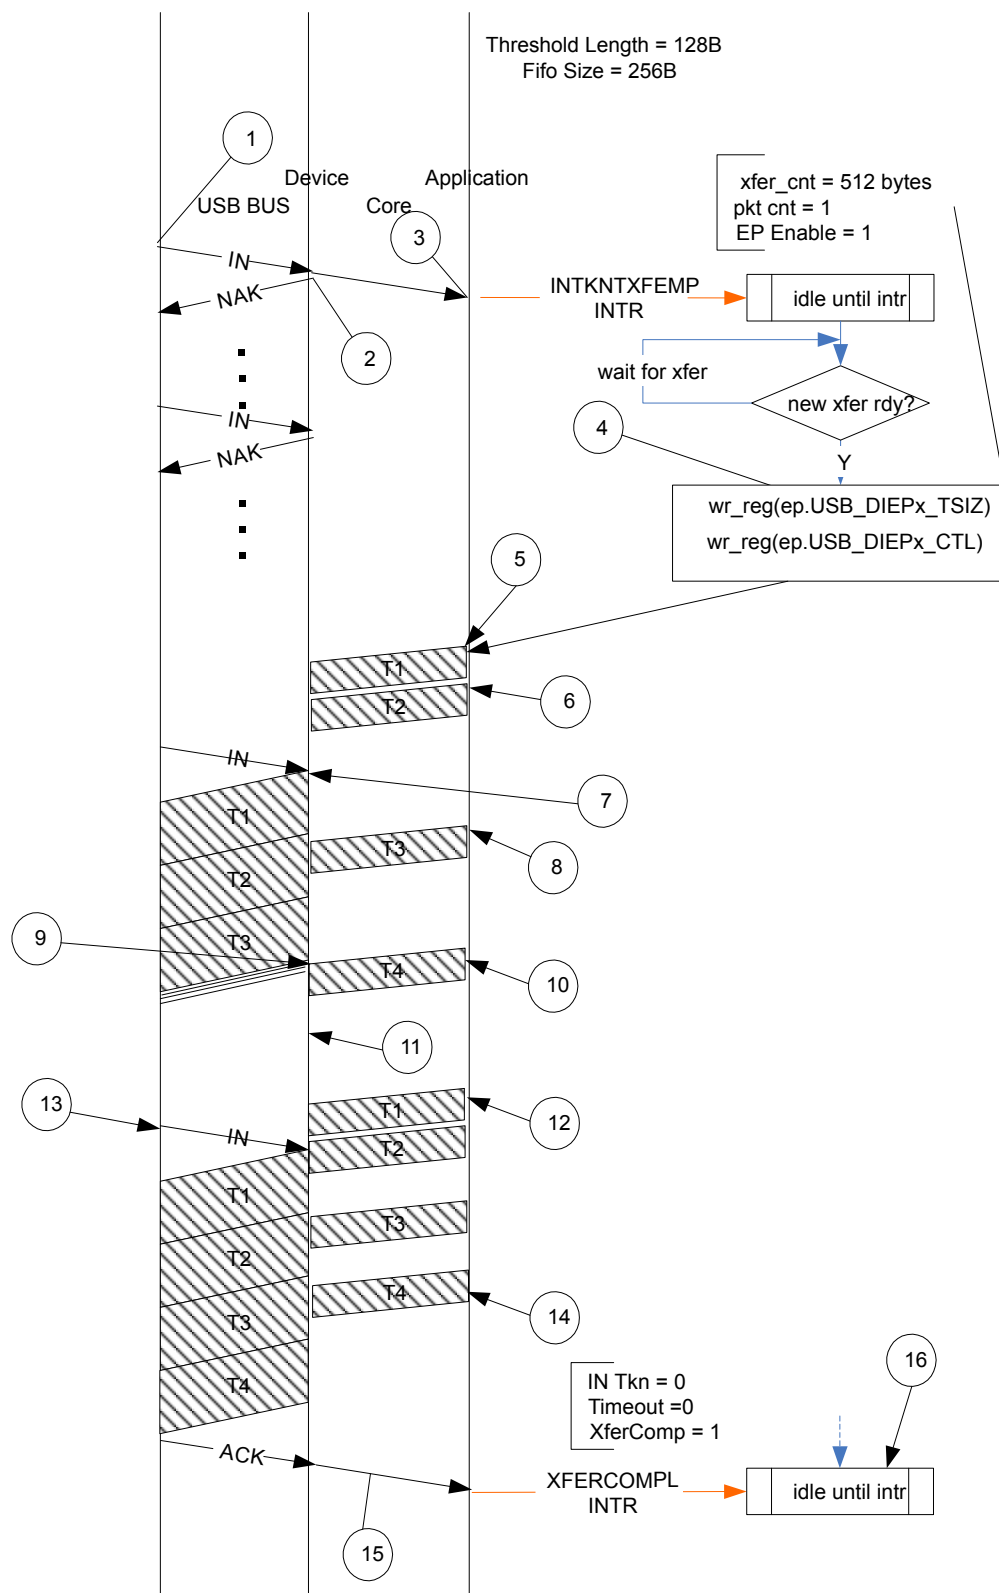 Threshold Length = 128B
Fifo Size = 256B
1
xfer_cnt = 512 bytes
pkt cnt = 1
EP Enable = 1
Device
Application
USB BUS
Core
3
IN
INTKNTXFEMP
INTR
idle until intr
NAK
2
wait for xfer
new xfer rdy?
IN
4
NAK
Y
wr_reg(ep.USB_DIEPx_TSIZ)
wr_reg(ep.USB_DIEPx_CTL)
5
T1
6
T2
IN
7
T1
T3
8
T2
9
T3
T4
10
11
13
T1
12
IN
T2
T1
T3
T2
T4
14
T3
16
IN Tkn = 0
Timeout =0
XferComp = 1
T4
ACK
XFERCOMPL
INTR
idle until intr
15